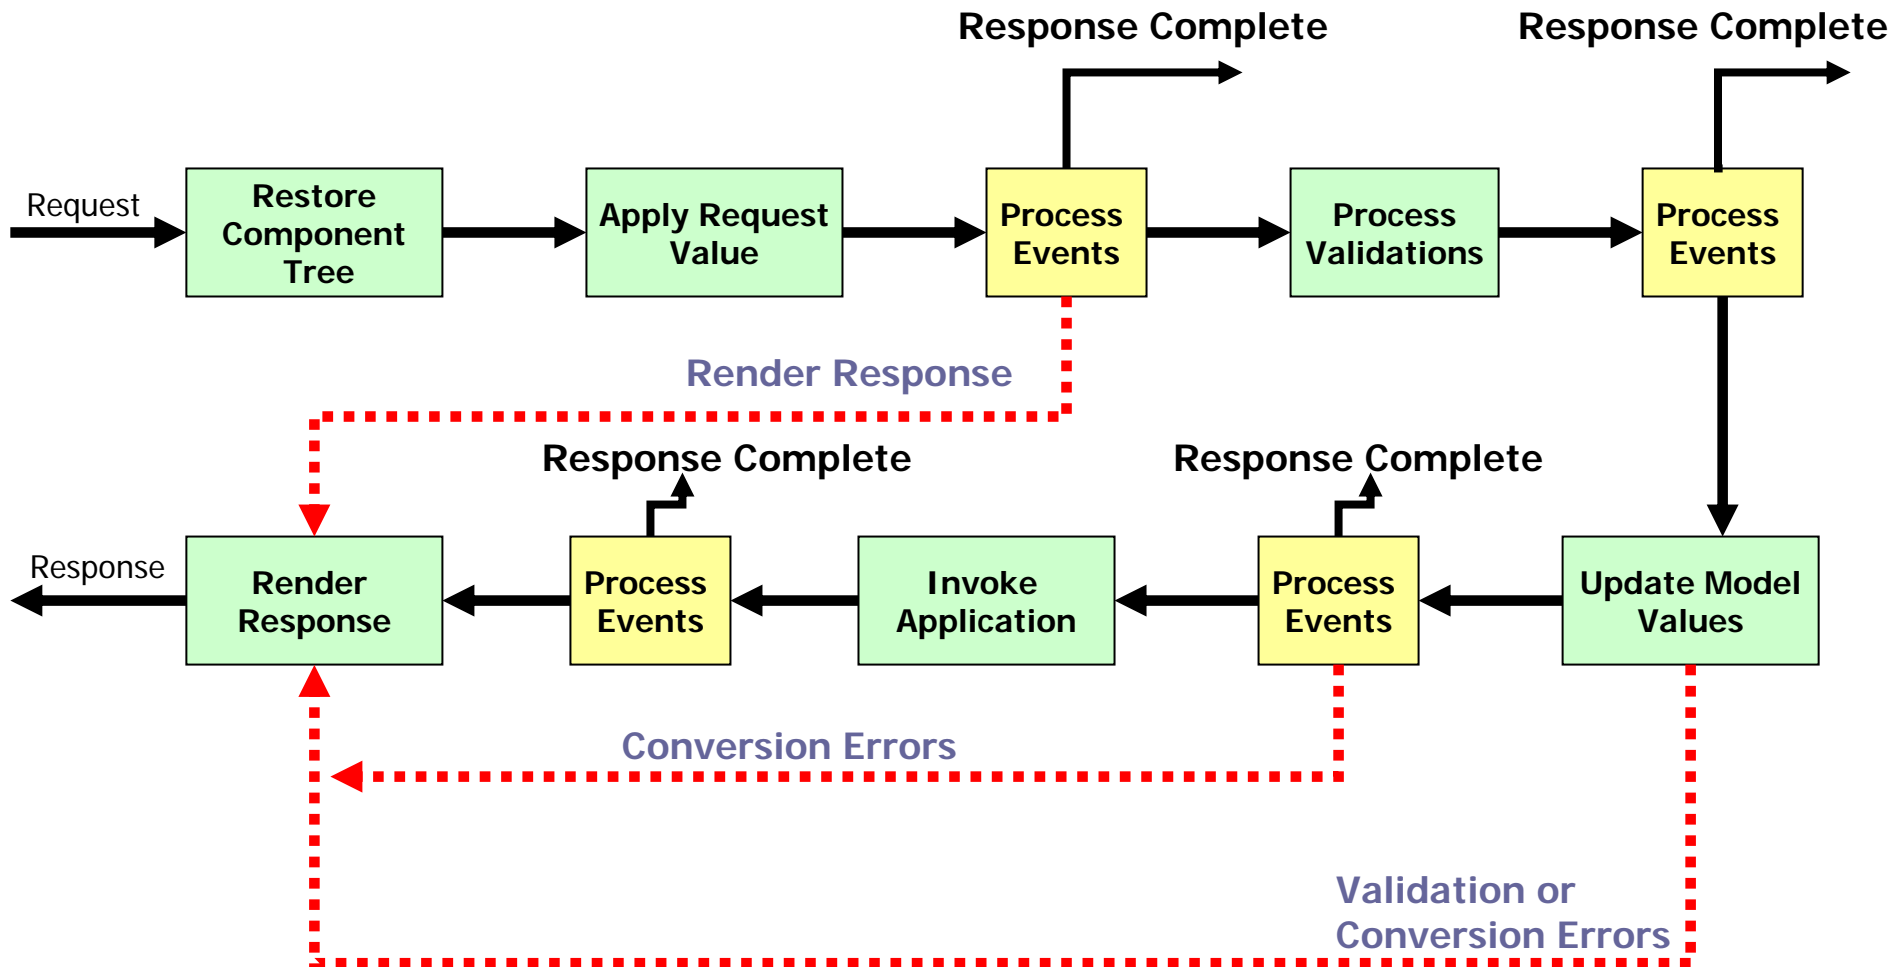 Response Complete
Response Complete
Request
Restore
Component
Tree
Apply Request
Value
Process
Events
Process
Validations
Process
Events
Render Response
Response Complete
Response Complete
Response
Render
Response
Process
Events
Invoke
Application
Process
Events
Update Model
Values
Conversion Errors
Validation or
Conversion Errors